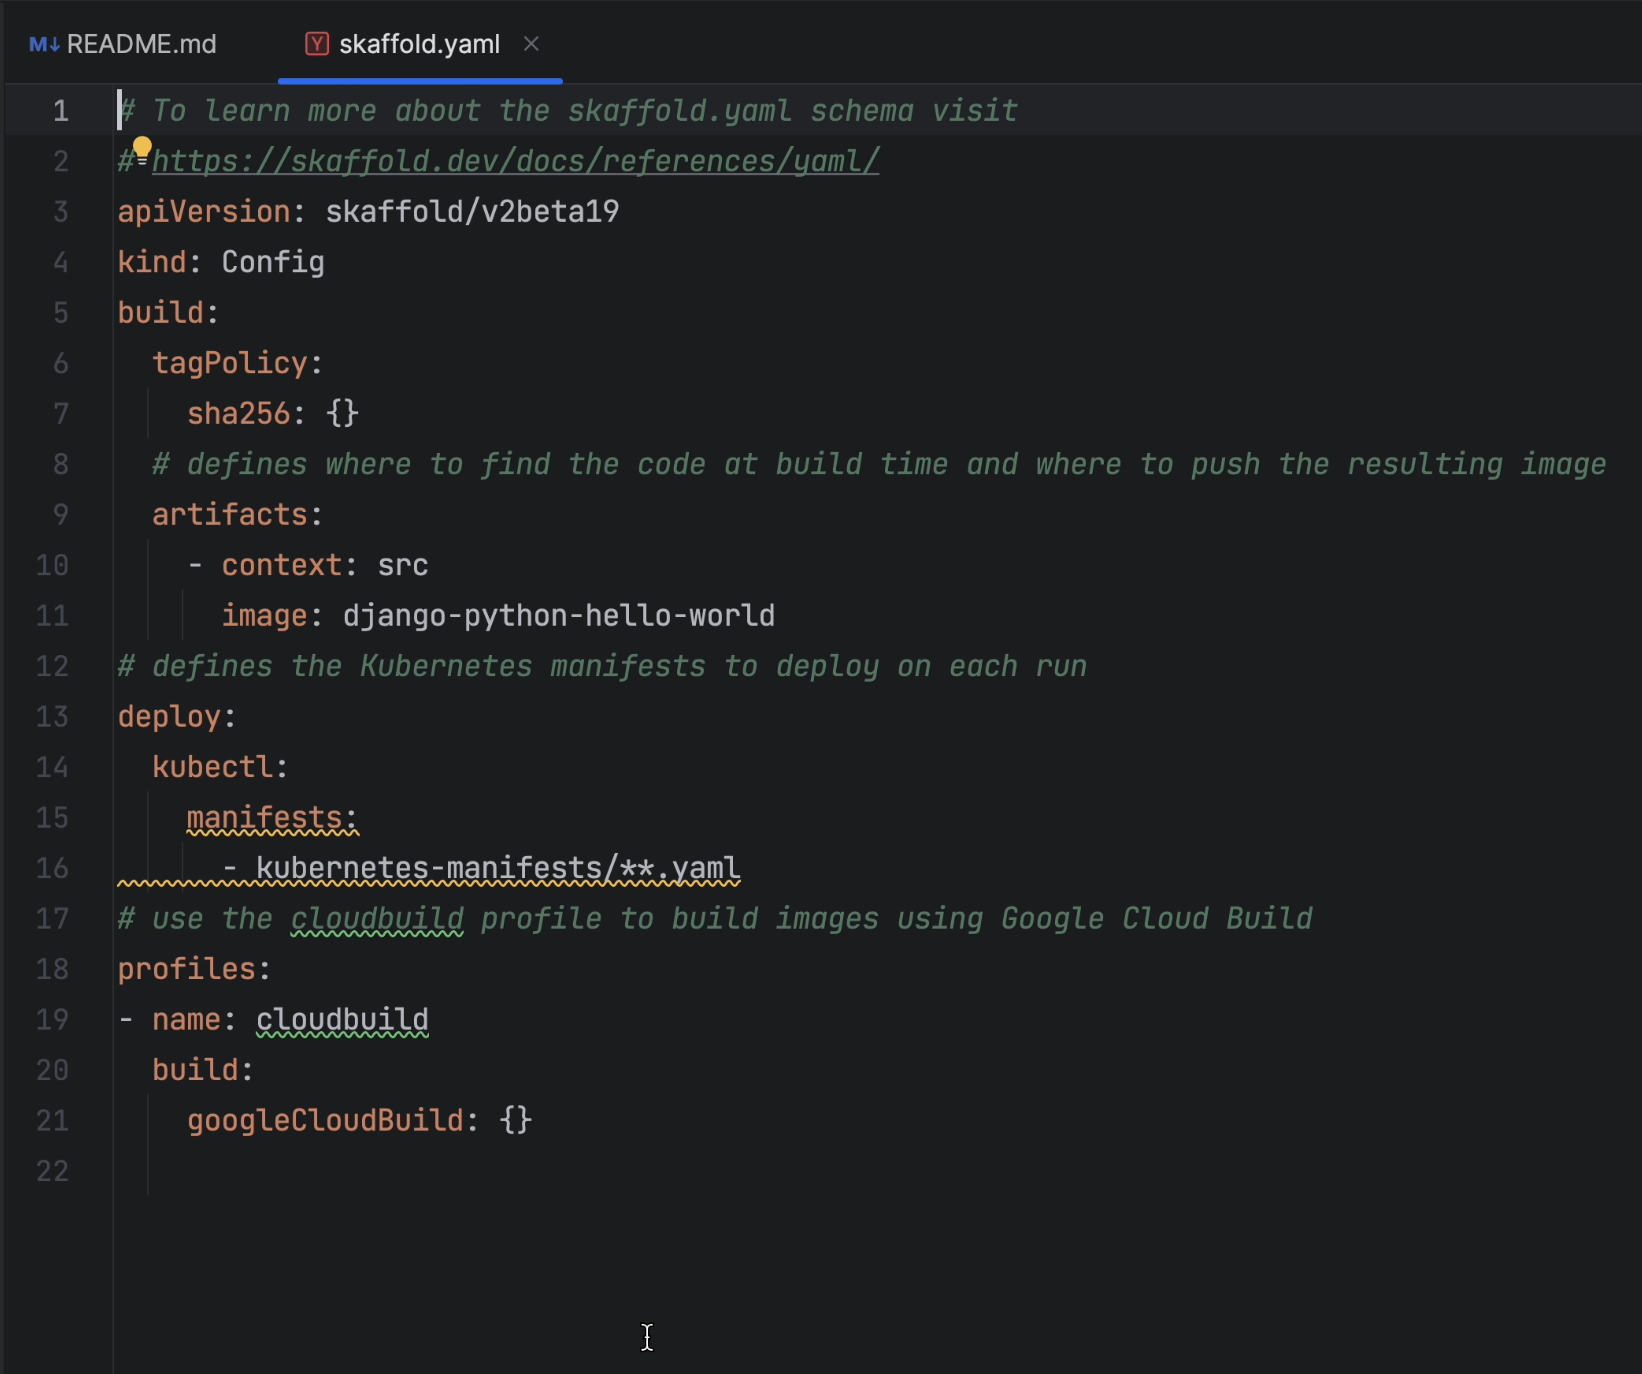 M↓ README.md
Y skaffold.yaml ×
1 # To learn more about the skaffold.yaml schema visit
2 # https://skaffold.dev/docs/references/yaml/
3 apiVersion: skaffold/v2beta19
4 kind: Config
5 build:
6   tagPolicy:
7     sha256: {}
8   # defines where to find the code at build time and where to push the resulting image
9   artifacts:
10     - context: src
11       image: django-python-hello-world
12 # defines the Kubernetes manifests to deploy on each run
13 deploy:
14   kubectl:
15     manifests:
16       - kubernetes-manifests/**.yaml
17 # use the cloudbuild profile to build images using Google Cloud Build
18 profiles:
19 - name: cloudbuild
20   build:
21     googleCloudBuild: {}
22